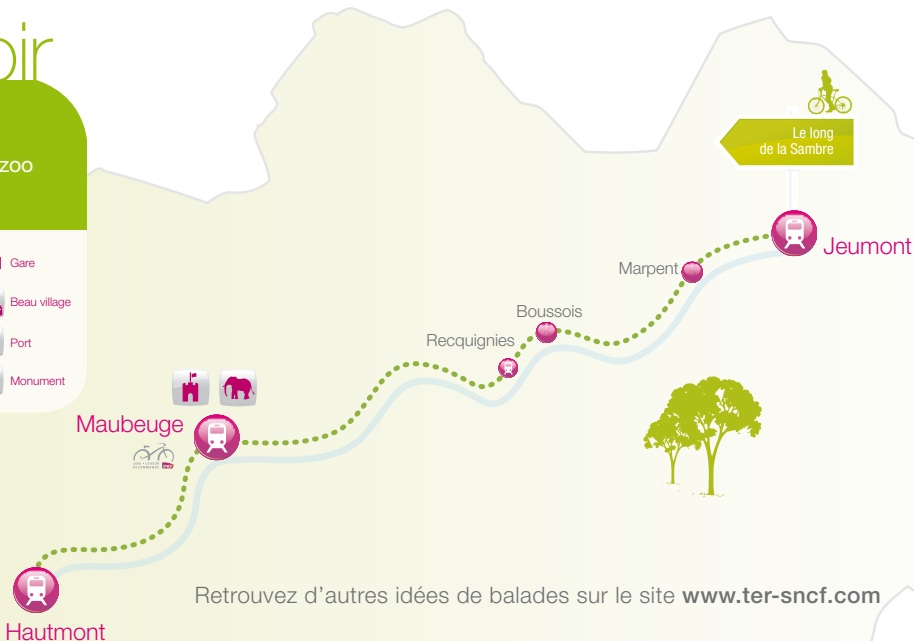 oir
zoo
Gare
Beau village
Port
Monument
Le long
de la Sambre
Jeumont
Marpent
Boussois
Recquignies
Maubeuge
Hautmont
Retrouvez d'autres idées de balades sur le site www.ter-sncf.com